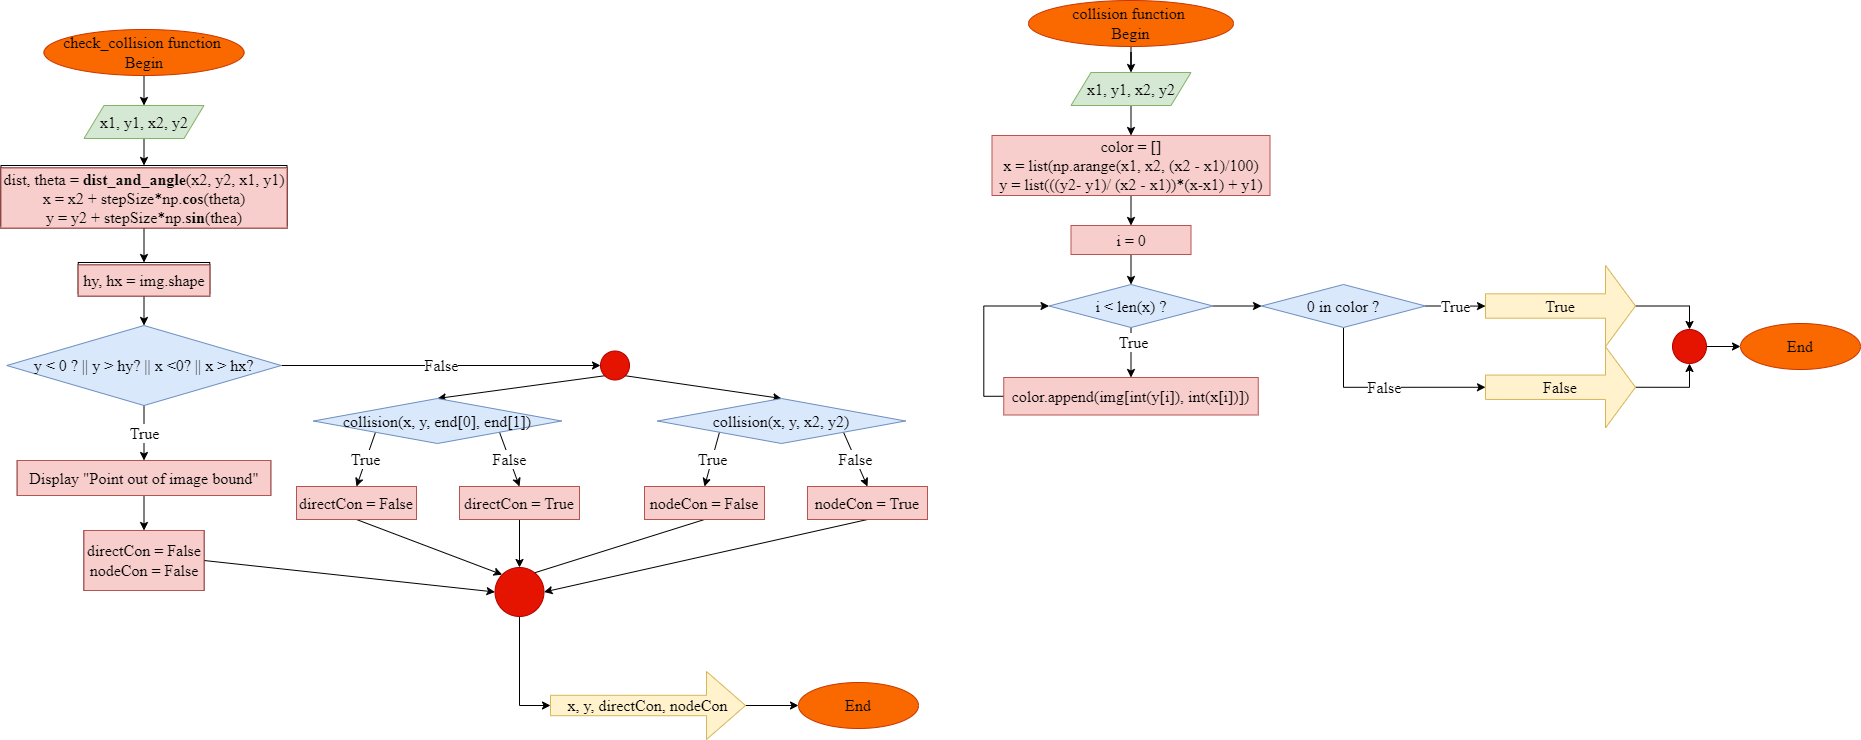 check_collision function
Begin
x1, y1, x2, y2
dist, theta = dist_and_angle(x2, y2, x1, y1)
x = x2 + stepSize*np.cos(theta)
y = y2 + stepSize*np.sin(thea)
hy, hx = img.shape
y < 0 ? || y > hy? || x <0? || x > hx?
False
True
Display "Point out of image bound"
directCon = False
nodeCon = False
collision(x, y, end[0], end[1])
True
False
directCon = False
directCon = True
collision(x, y, x2, y2)
True
False
nodeCon = False
nodeCon = True
x, y, directCon, nodeCon
End
collision function
Begin
x1, y1, x2, y2
color = []
x = list(np.arange(x1, x2, (x2 - x1)/100)
y = list(((y2- y1)/ (x2 - x1))*(x-x1) + y1)
i = 0
i < len(x) ?
True
color.append(img[int(y[i]), int(x[i])])
0 in color ?
True
True
False
False
End